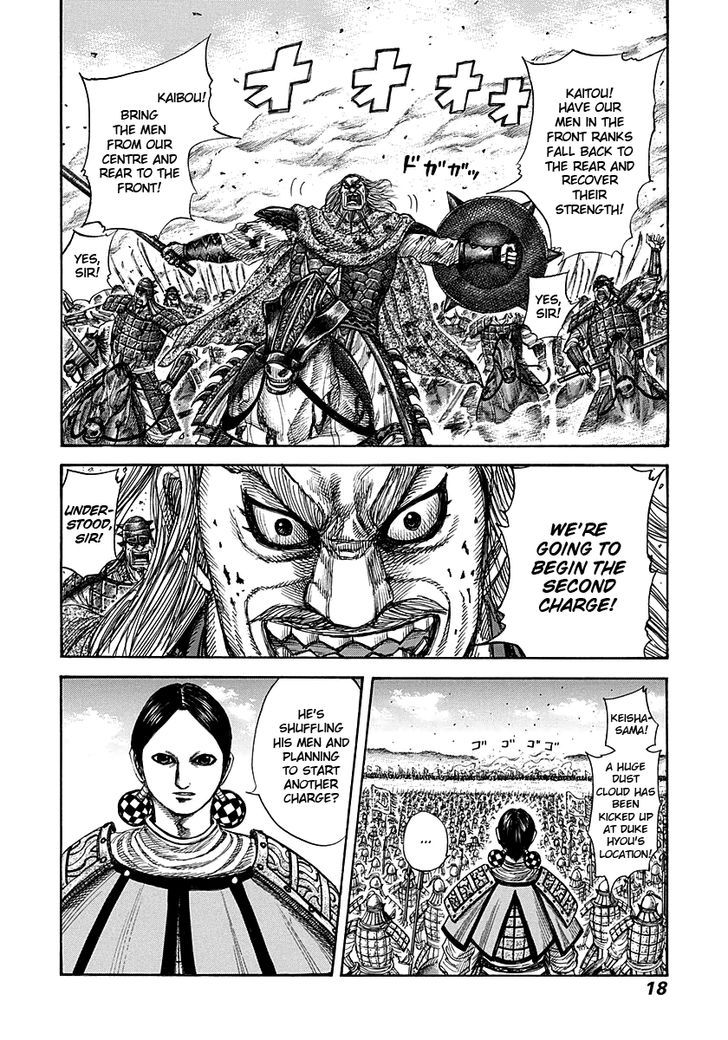 KAITOU!
HAVE OUR
MEN IN
THE
FRONT RANKS
FALL BACK
TO THE
REAR AND
RECOVER
THEIR
STRENGTH!
オオオオ
ドガガガッ
KAIBOU!
BRING
THE MEN
FROM OUR
CENTRE AND
REAR TO
THE FRONT!
YES,
SIR!
YES,
SIR!
WE'RE
GOING TO
BEGIN THE
SECOND
CHARGE!
UNDER-
STOOD,
SIR!
KEISHA-
SAMA!
A HUGE
DUST
CLOUD HAS
BEEN
KICKED UP
AT DUKE
HYOU'S
LOCATION!
ゴゴゴゴ
...
HE'S
SHUFFLING
HIS MEN AND
PLANNING
TO START
ANOTHER
CHARGE?
18